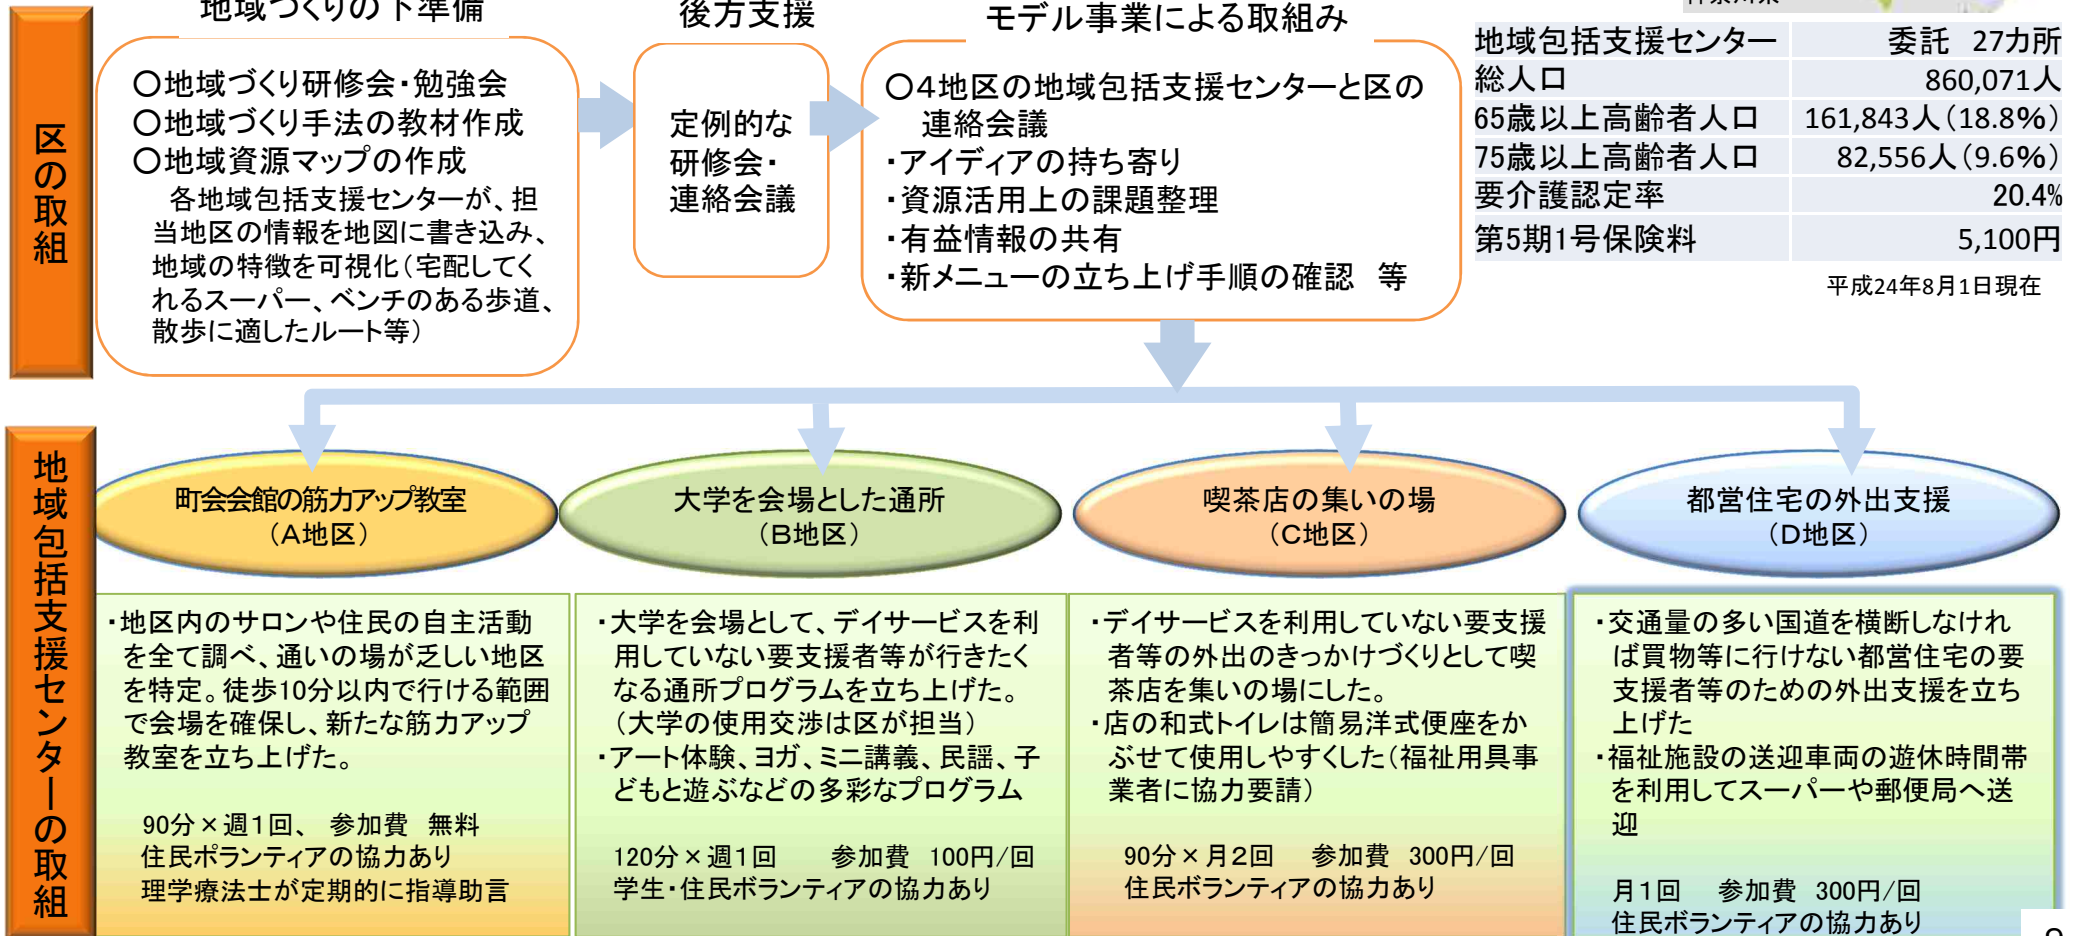 地域づくりの下準備
後方支援
モデル事業による取組み
神奈川県
区の取組
〇地域づくり研修会・勉強会
〇地域づくり手法の教材作成
〇地域資源マップの作成
各地域包括支援センターが、担
当地区の情報を地図に書き込み、
地域の特徴を可視化（宅配してく
れるスーパー、ベンチのある歩道、
散歩に適したルート等）
定例的な
研修会・
連絡会議
〇４地区の地域包括支援センターと区の
連絡会議
・アイディアの持ち寄り
・資源活用上の課題整理
・有益情報の共有
・新メニューの立ち上げ手順の確認　等
地域包括支援センター　委託　27カ所
総人口　860,071人
65歳以上高齢者人口　161,843人（18.8%）
75歳以上高齢者人口　82,556人（9.6%）
要介護認定率　20.4%
第5期1号保険料　5,100円
平成24年8月1日現在
地域包括支援センターの取組
町会会館の筋力アップ教室
（Ａ地区）
・地区内のサロンや住民の自主活動
を全て調べ、通いの場が乏しい地区
を特定。徒歩10分以内で行ける範囲
で会場を確保し、新たな筋力アップ
教室を立ち上げた。
90分×週１回、　参加費　無料
住民ボランティアの協力あり
理学療法士が定期的に指導助言
大学を会場とした通所
（Ｂ地区）
・大学を会場として、デイサービスを利
用していない要支援者等が行きたく
なる通所プログラムを立ち上げた。
（大学の使用交渉は区が担当）
・アート体験、ヨガ、ミニ講義、民謡、子
どもと遊ぶなどの多彩なプログラム
120分×週１回　　参加費　100円/回
学生・住民ボランティアの協力あり
喫茶店の集いの場
（Ｃ地区）
・デイサービスを利用していない要支援
者等の外出のきっかけづくりとして喫
茶店を集いの場にした。
・店の和式トイレは簡易洋式便座をか
ぶせて使用しやすくした（福祉用具事
業者に協力要請）
90分×月２回　参加費　300円/回
住民ボランティアの協力あり
都営住宅の外出支援
（Ｄ地区）
・交通量の多い国道を横断しなけれ
ば買物等に行けない都営住宅の要
支援者等のための外出支援を立ち
上げた
・福祉施設の送迎車両の遊休時間帯
を利用してスーパーや郵便局へ送
迎
月１回　参加費　300円/回
住民ボランティアの協力あり